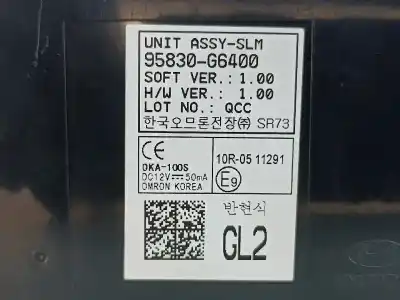 UNIT ASSY-SLM
95830-G6400
SOFT VER.: 1.00
H/W VER.: 1.00
LOT NO.: QCC
한국오므론전장㈜ SR73
CE
DKA-100S
DC12V ⎓ 50mA
OMRON KOREA
10R-05 11291
E9
반현식
GL2